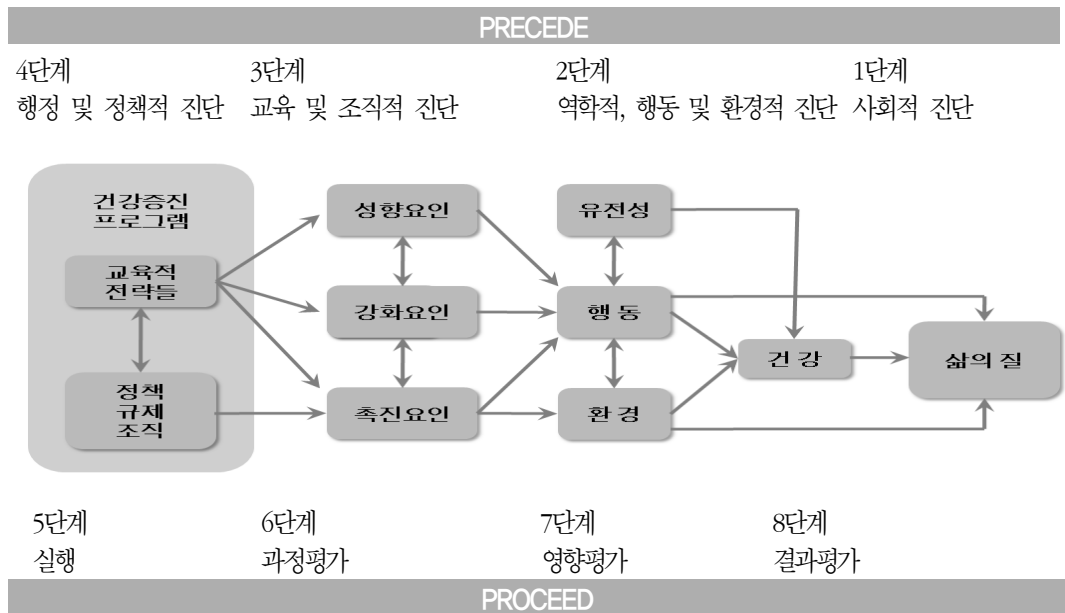 PRECEDE
4단계
행정 및 정책적 진단
3단계
교육 및 조직적 진단
2단계
역학적, 행동 및 환경적 진단
1단계
사회적 진단
건강증진
프로그램
교육적
전략들
정책
규제
조직
성향요인
강화요인
촉진요인
유전성
행동
환경
건강
삶의 질
5단계
실행
6단계
과정평가
7단계
영향평가
8단계
결과평가
PROCEED